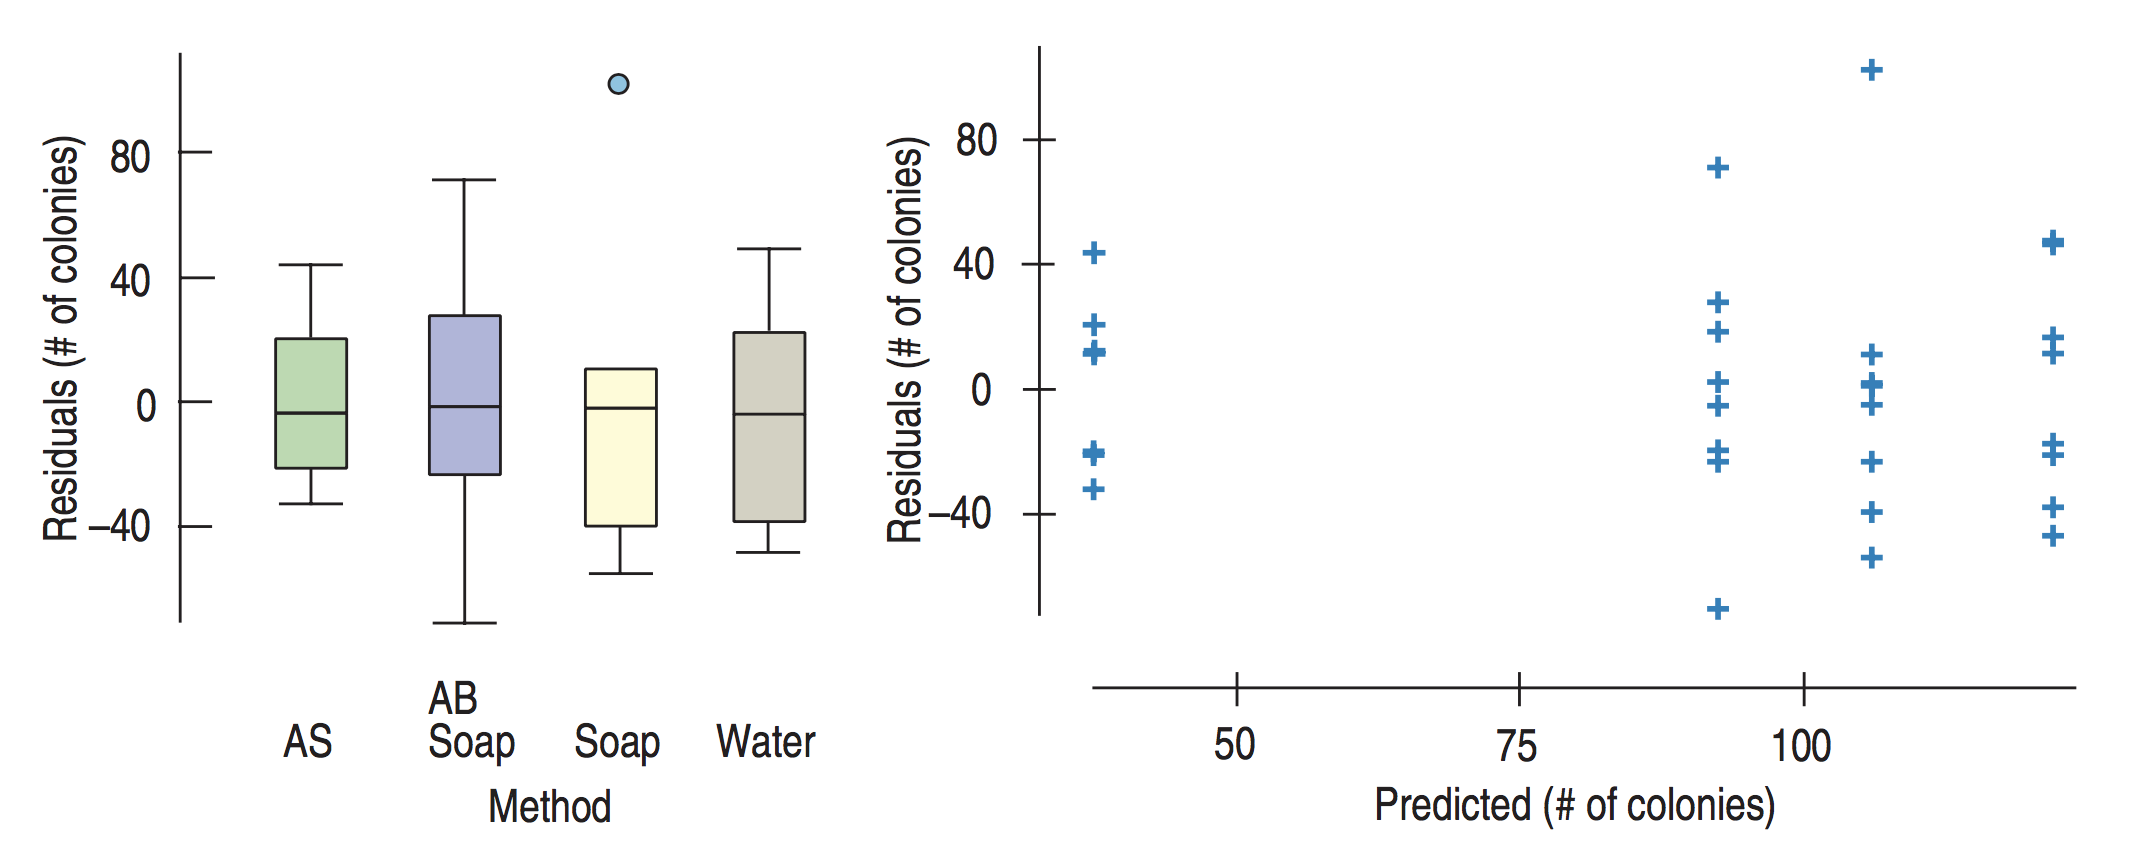 Residuals (# of colonies)
80
40
0
–40
AS
AB
Soap
Soap
Water
Method
Residuals (# of colonies)
80
40
0
–40
50
75
100
Predicted (# of colonies)